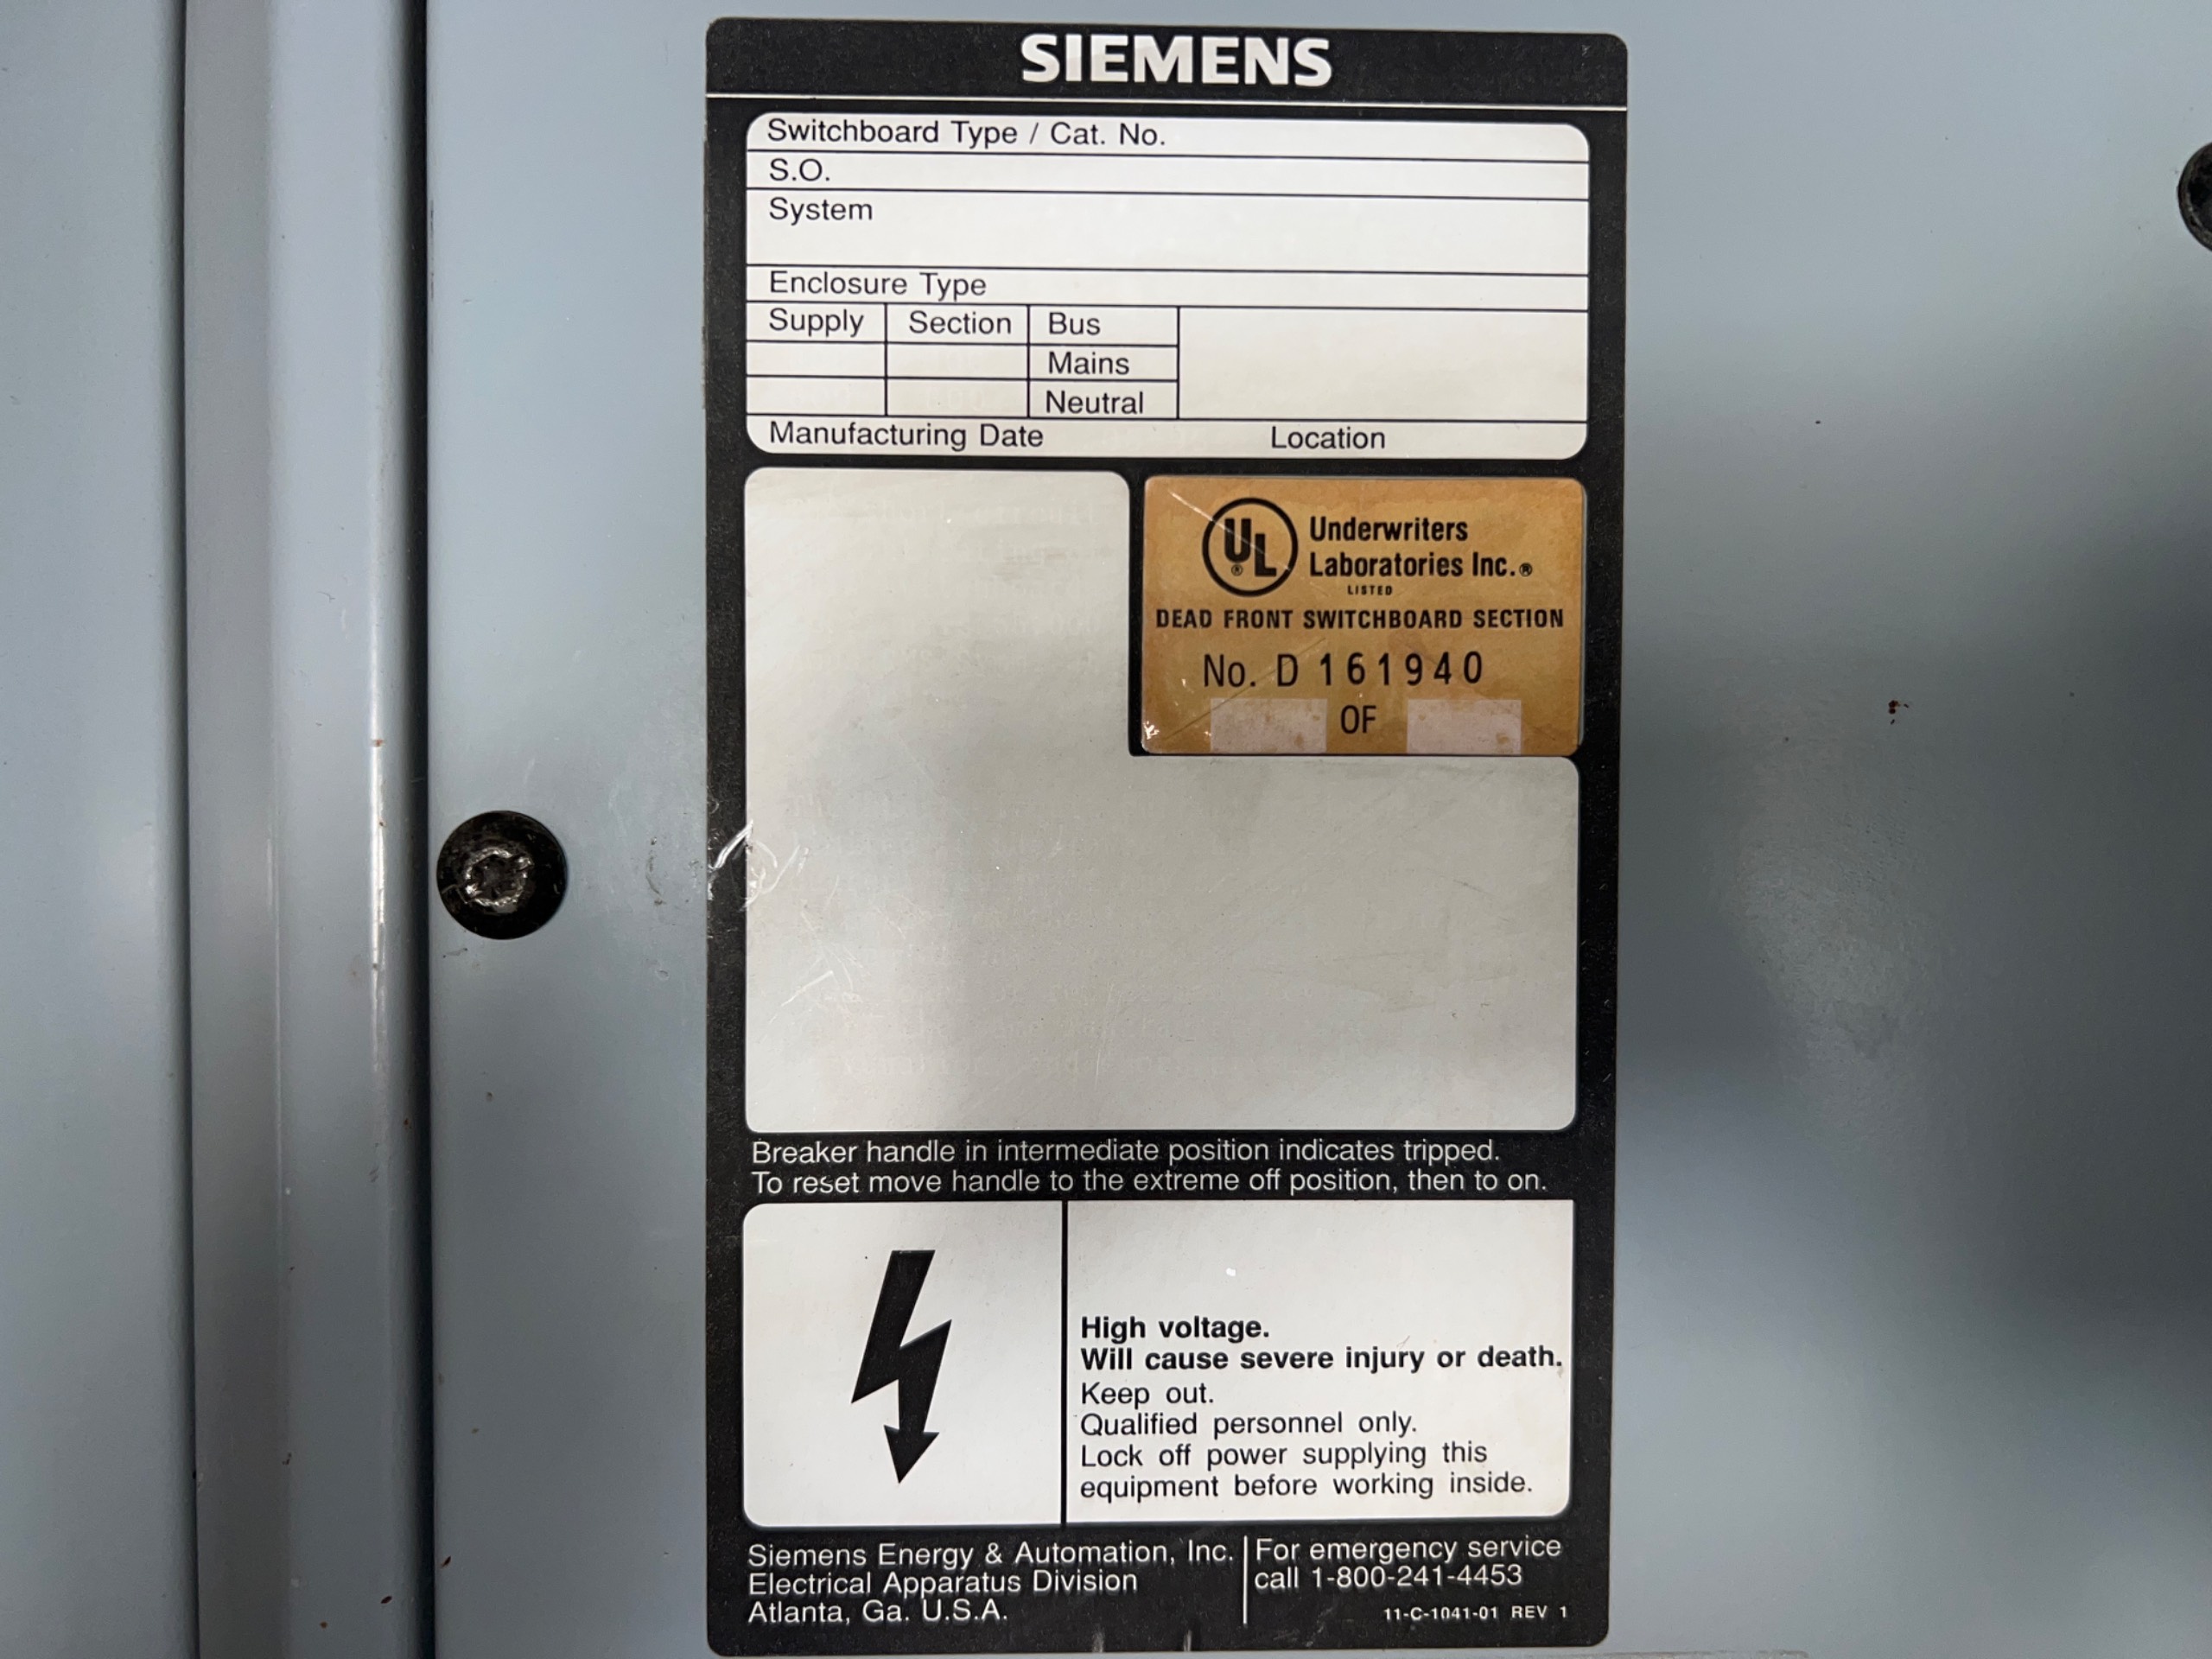 SIEMENS
Switchboard Type / Cat. No.
S.O.
System
Enclosure Type
Supply Section Bus
Mains
Neutral
Manufacturing Date Location
UL Underwriters
Laboratories Inc.®
LISTED
DEAD FRONT SWITCHBOARD SECTION
No. D 161940
OF
Breaker handle in intermediate position indicates tripped.
To reset move handle to the extreme off position, then to on.
High voltage.
Will cause severe injury or death.
Keep out.
Qualified personnel only.
Lock off power supplying this
equipment before working inside.
Siemens Energy & Automation, Inc.
Electrical Apparatus Division
Atlanta, Ga. U.S.A.
For emergency service
call 1-800-241-4453
11-C-1041-01 REV 1